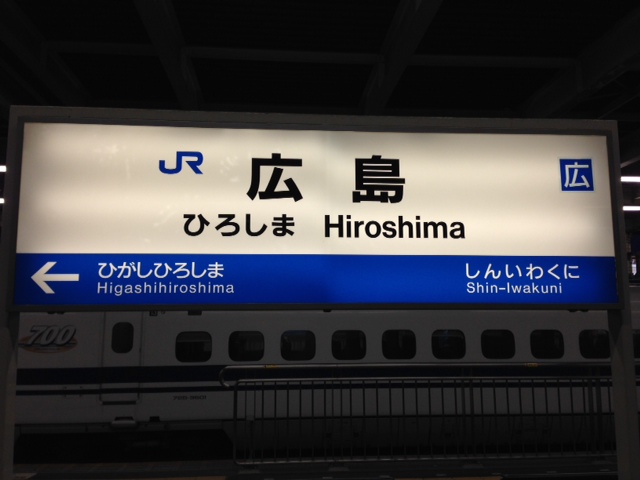 JR 広島 広
ひろしま Hiroshima
ひがしひろしま しんいわくに
Higashihiroshima Shin-Iwakuni
700